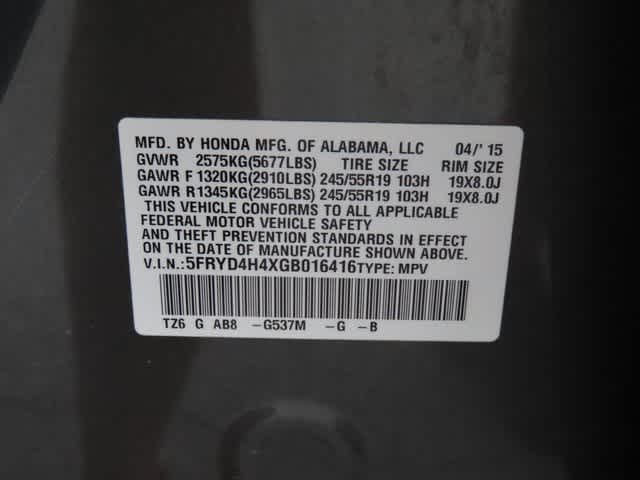 MFD. BY HONDA MFG. OF ALABAMA, LLC 04/' 15
GVWR 2575KG(5677LBS) TIRE SIZE RIM SIZE
GAWR F 1320KG(2910LBS) 245/55R19 103H 19X8.0J
GAWR R1345KG(2965LBS) 245/55R19 103H 19X8.0J
THIS VEHICLE CONFORMS TO ALL APPLICABLE
FEDERAL MOTOR VEHICLE SAFETY
AND THEFT PREVENTION STANDARDS IN EFFECT
ON THE DATE OF MANUFACTURE SHOWN ABOVE.
V.I.N.:5FRYD4H4XGB016416TYPE: MPV
TZ6 G AB8 -G537M -G -B